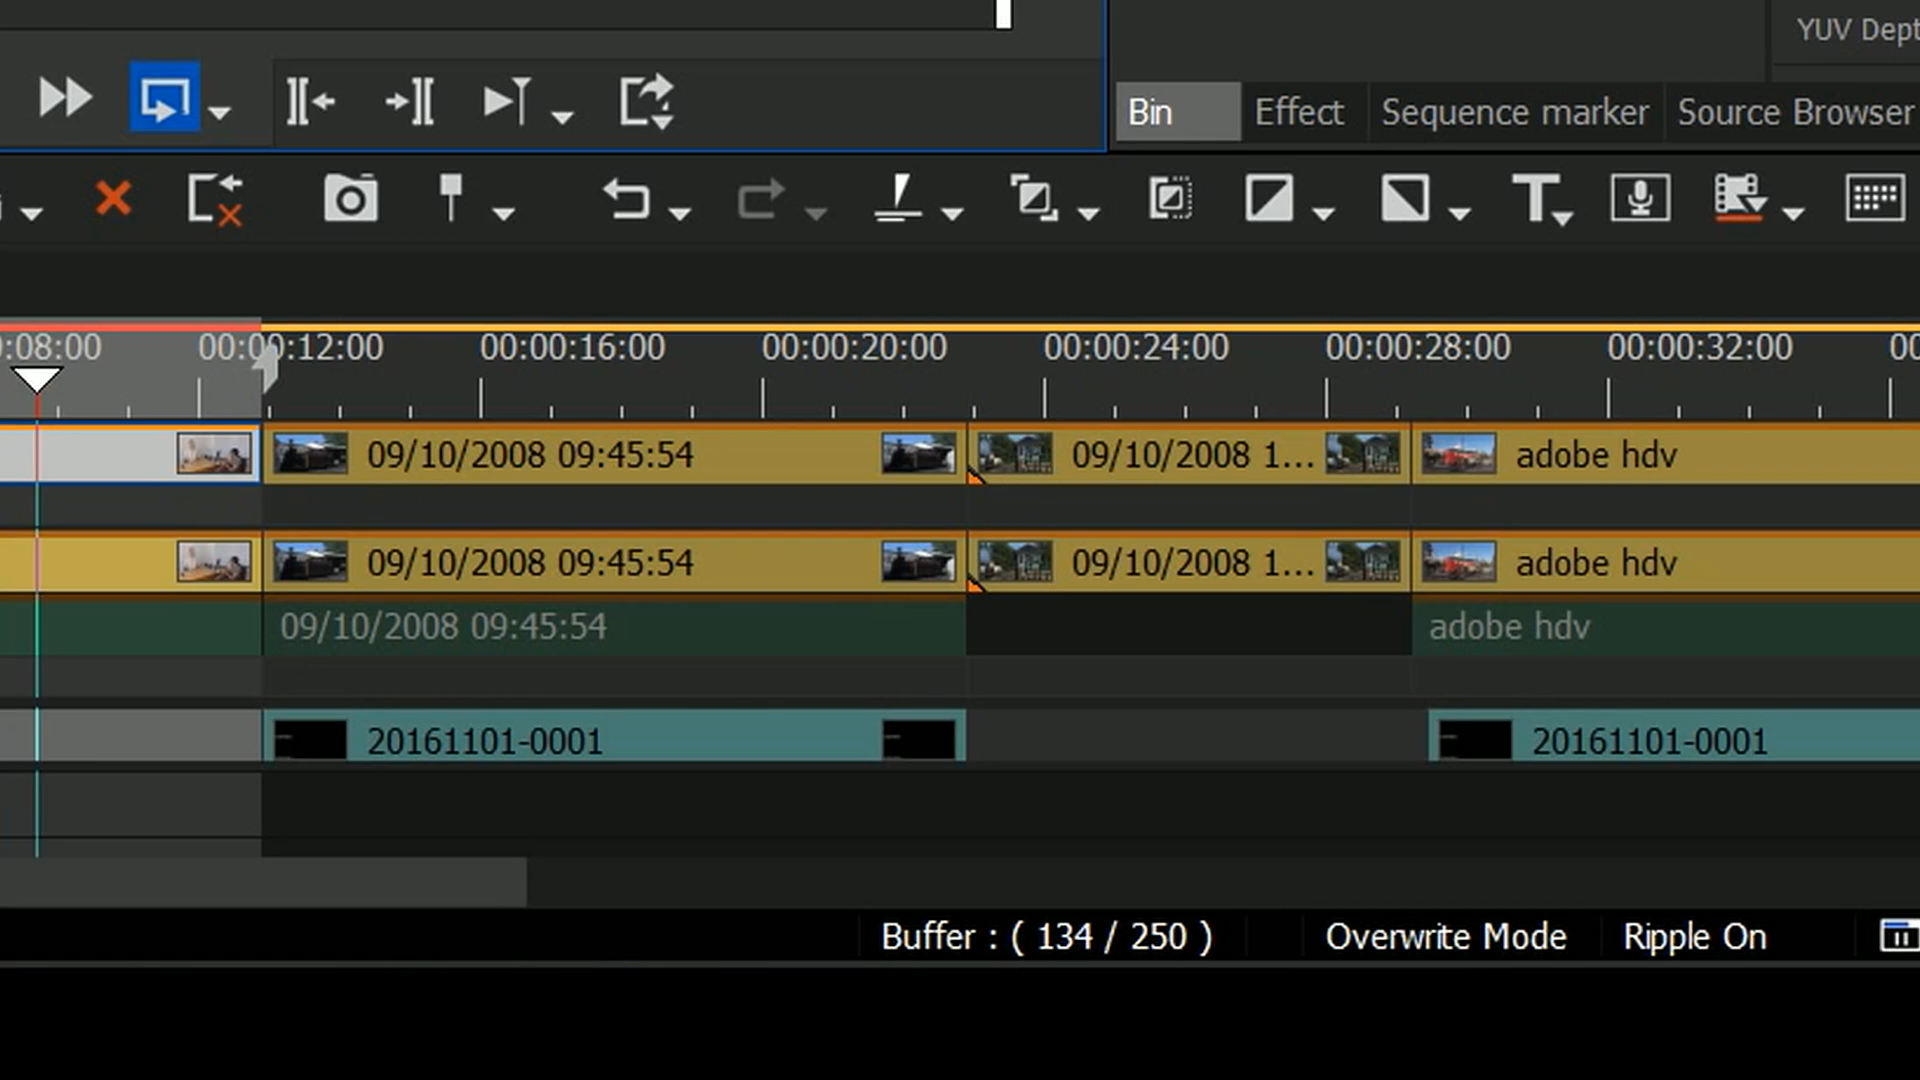 YUV Dept
Bin Effect Sequence marker Source Browser
:08:00 00:00:12:00 00:00:16:00 00:00:20:00 00:00:24:00 00:00:28:00 00:00:32:00 00
09/10/2008 09:45:54 09/10/2008 1... adobe hdv
09/10/2008 09:45:54 09/10/2008 1... adobe hdv
09/10/2008 09:45:54 adobe hdv
20161101-0001 20161101-0001
Buffer : ( 134 / 250 ) Overwrite Mode Ripple On